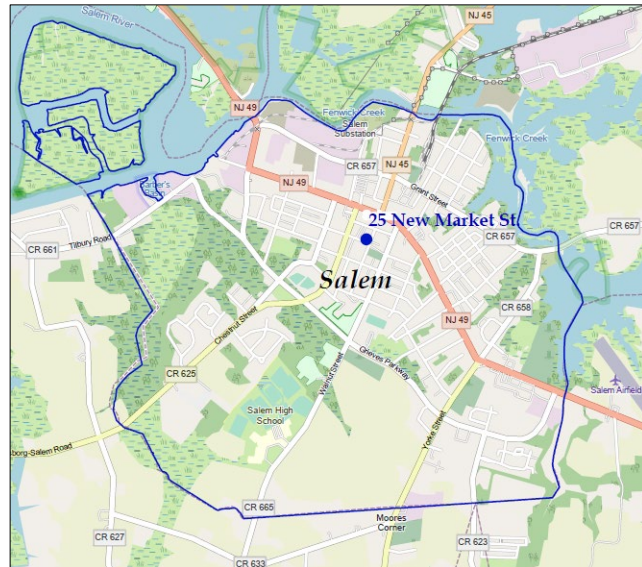 Salem River
NJ 45
NJ 49
Fenwick Creek
Salem
Substation
Fenwick Creek
CR 657
NJ 45
Grant Street
NJ 49
25 New Market St.
CR 657
CR 657
Tilbury Road
CR 661
Salem
CR 658
NJ 49
Chestnut Street
Grieves Parkway
Walnut Street
CR 625
Salem Airfield
Salem High
School
Yorke Street
sborg-Salem Road
CR 665
Moores
Corner
CR 627
CR 633
CR 623